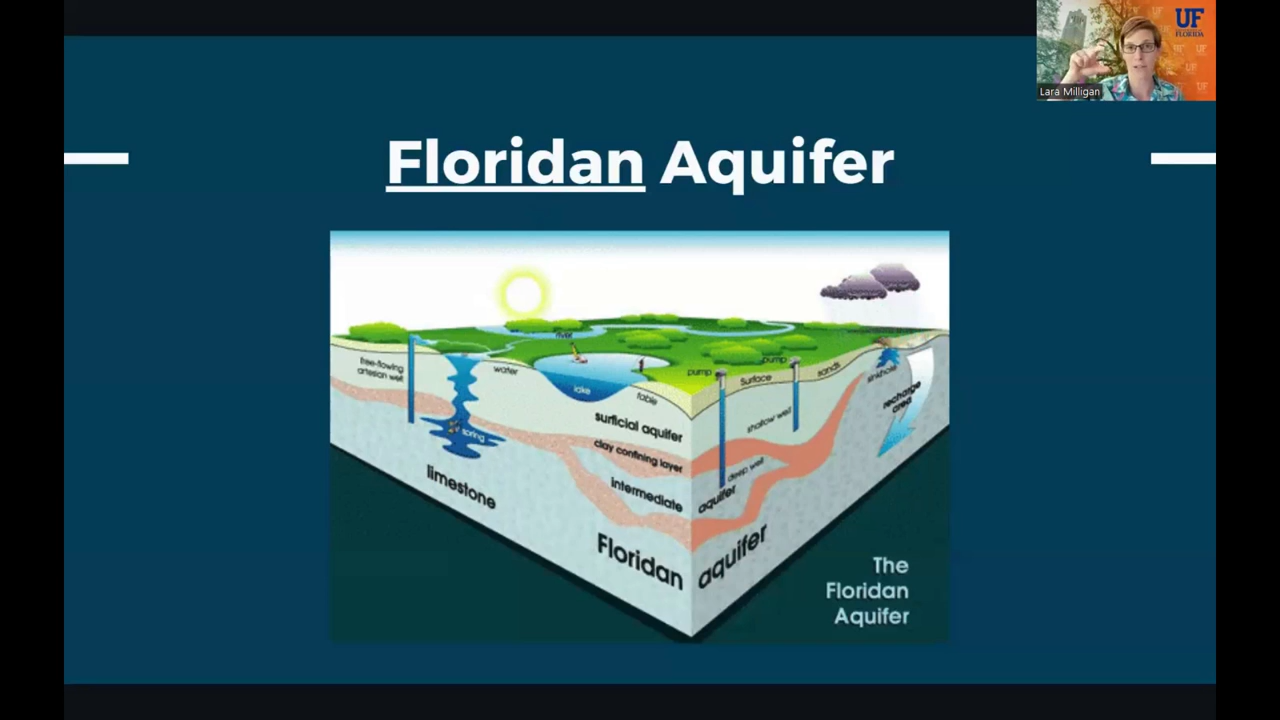 UF
FLORIDA
Lara Milligan
Floridan Aquifer
river
free-flowing
artesian well
water
lake
table
pump
pump
Surface
sands
sinkhole
recharge
area
surficial aquifer
shallow well
spring
clay confining layer
deep well
limestone
intermediate
aquifer
Floridan
aquifer
The
Floridan
Aquifer